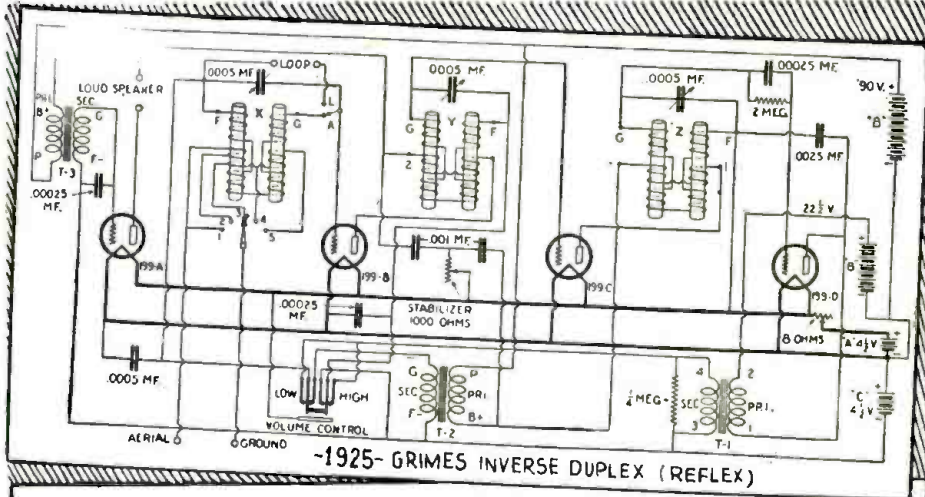 LOUD SPEAKER
PRI.
B+
P
SEC
G
F-
T-3
.00025
MF.
199-A
.0005 MF.
LOOP
L
A
F
X
G
1
2
3
4
5
199-B
.00025
MF.
.0005 MF.
G
Y
F
2
.001 MF.
STABILIZER
1000 OHMS
199-C
.0005 MF.
G
Z
F
1
.00025 MF.
2 MEG.
.0025 MF.
22½ V
199-D
8 OHMS
90 V.
"B"
"B"
"A" 4½ V
"C"
4½ V
.0005 MF.
LOW
HIGH
VOLUME CONTROL
AERIAL
GROUND
G
SEC
F-
P
PRI.
B+
T-2
¼ MEG
4
SEC
3
2
PRI.
1
T-1
~1925~ GRIMES INVERSE DUPLEX (REFLEX)